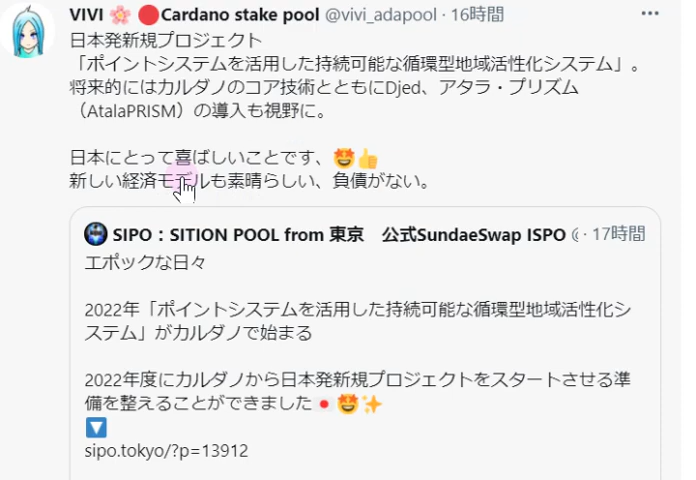 VIVI 🌸 🔴Cardano stake pool @vivi_adapool · 16時間
日本発新規プロジェクト
「ポイントシステムを活用した持続可能な循環型地域活性化システム」。
将来的にはカルダノのコア技術とともにDjed、アタラ・プリズム
（AtalaPRISM）の導入も視野に。
日本にとって喜ばしいことです、🤩👍
新しい経済モデルも素晴らしい、負債がない。
SIPO：SITION POOL from 東京　公式SundaeSwap ISPO @ · 17時間
エポックな日々
2022年「ポイントシステムを活用した持続可能な循環型地域活性化シ
ステム」がカルダノで始まる
2022年度にカルダノから日本発新規プロジェクトをスタートさせる準
備を整えることができました🇯🇵🤩✨
🔽
sipo.tokyo/?p=13912